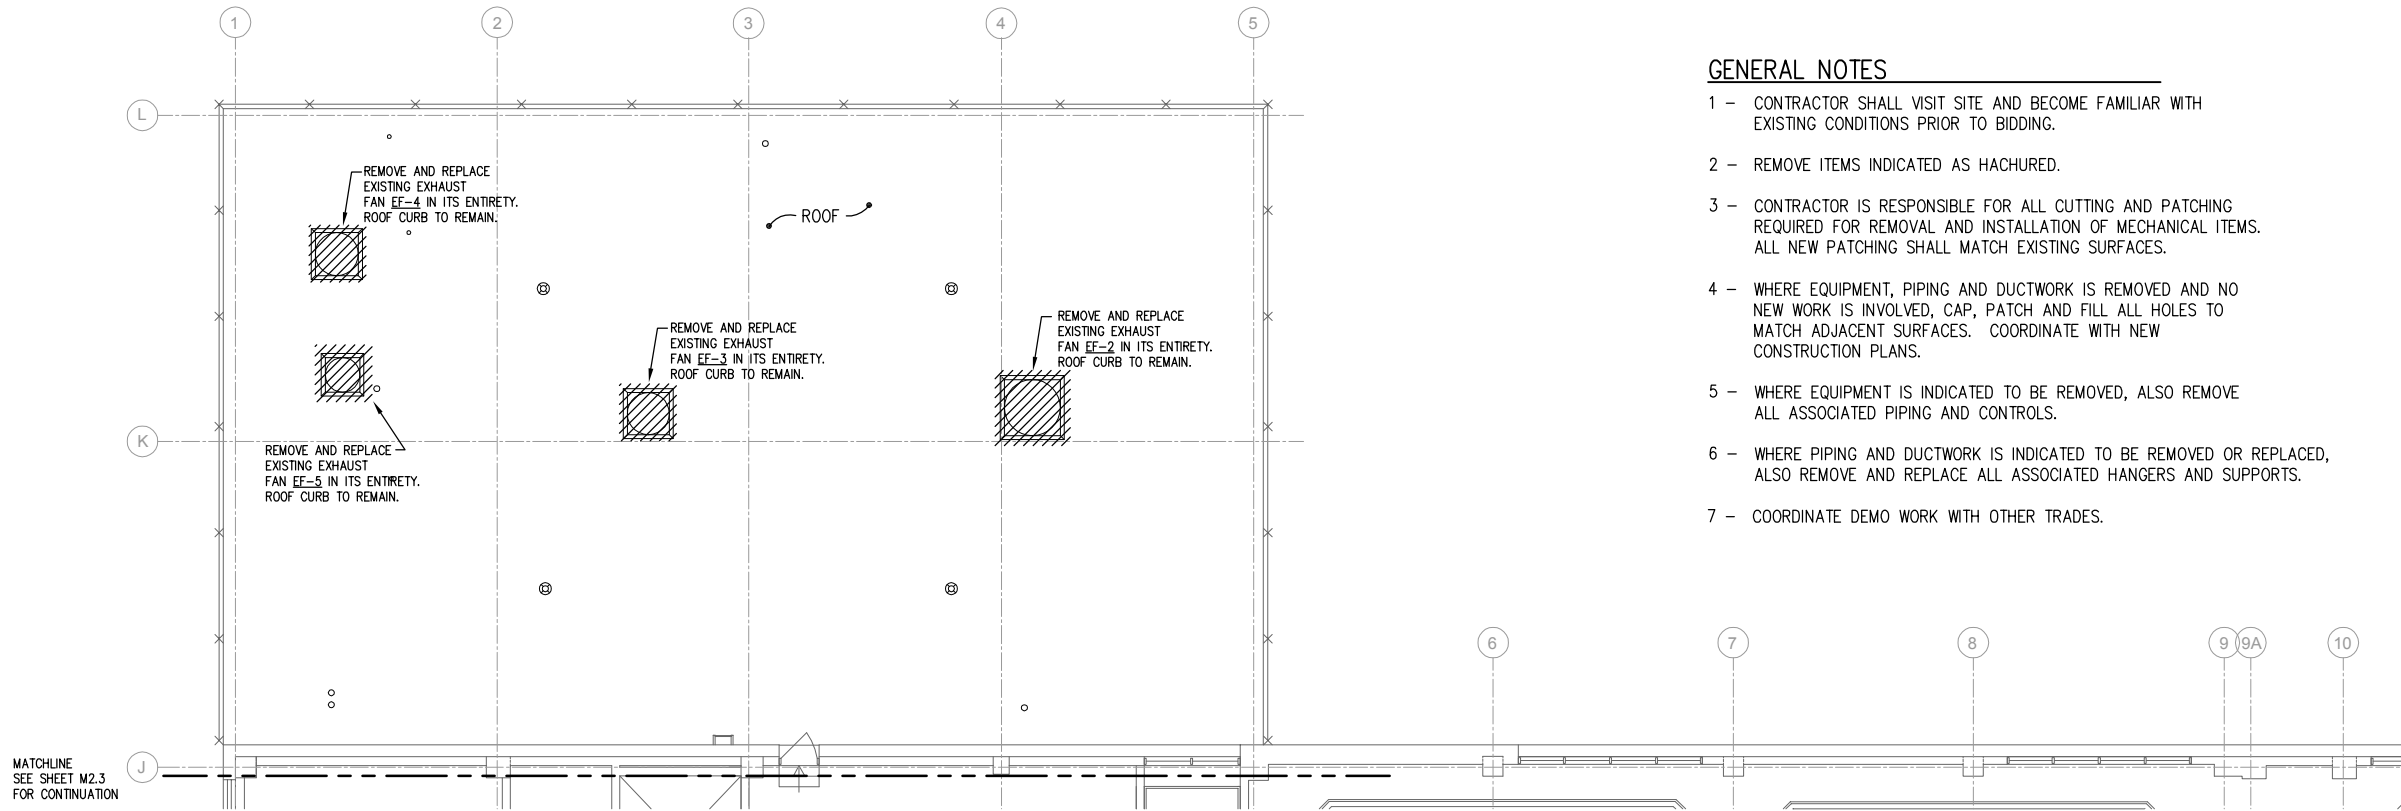 1
2
3
4
5
L
K
J
REMOVE AND REPLACE
EXISTING EXHAUST
FAN EF-4 IN ITS ENTIRETY.
ROOF CURB TO REMAIN.
ROOF
REMOVE AND REPLACE
EXISTING EXHAUST
FAN EF-3 IN ITS ENTIRETY.
ROOF CURB TO REMAIN.
REMOVE AND REPLACE
EXISTING EXHAUST
FAN EF-2 IN ITS ENTIRETY.
ROOF CURB TO REMAIN.
REMOVE AND REPLACE
EXISTING EXHAUST
FAN EF-5 IN ITS ENTIRETY.
ROOF CURB TO REMAIN.
MATCHLINE
SEE SHEET M2.3
FOR CONTINUATION
GENERAL NOTES
1 - CONTRACTOR SHALL VISIT SITE AND BECOME FAMILIAR WITH
EXISTING CONDITIONS PRIOR TO BIDDING.
2 - REMOVE ITEMS INDICATED AS HACHURED.
3 - CONTRACTOR IS RESPONSIBLE FOR ALL CUTTING AND PATCHING
REQUIRED FOR REMOVAL AND INSTALLATION OF MECHANICAL ITEMS.
ALL NEW PATCHING SHALL MATCH EXISTING SURFACES.
4 - WHERE EQUIPMENT, PIPING AND DUCTWORK IS REMOVED AND NO
NEW WORK IS INVOLVED, CAP, PATCH AND FILL ALL HOLES TO
MATCH ADJACENT SURFACES. COORDINATE WITH NEW
CONSTRUCTION PLANS.
5 - WHERE EQUIPMENT IS INDICATED TO BE REMOVED, ALSO REMOVE
ALL ASSOCIATED PIPING AND CONTROLS.
6 - WHERE PIPING AND DUCTWORK IS INDICATED TO BE REMOVED OR REPLACED,
ALSO REMOVE AND REPLACE ALL ASSOCIATED HANGERS AND SUPPORTS.
7 - COORDINATE DEMO WORK WITH OTHER TRADES.
6
7
8
9
9A
10